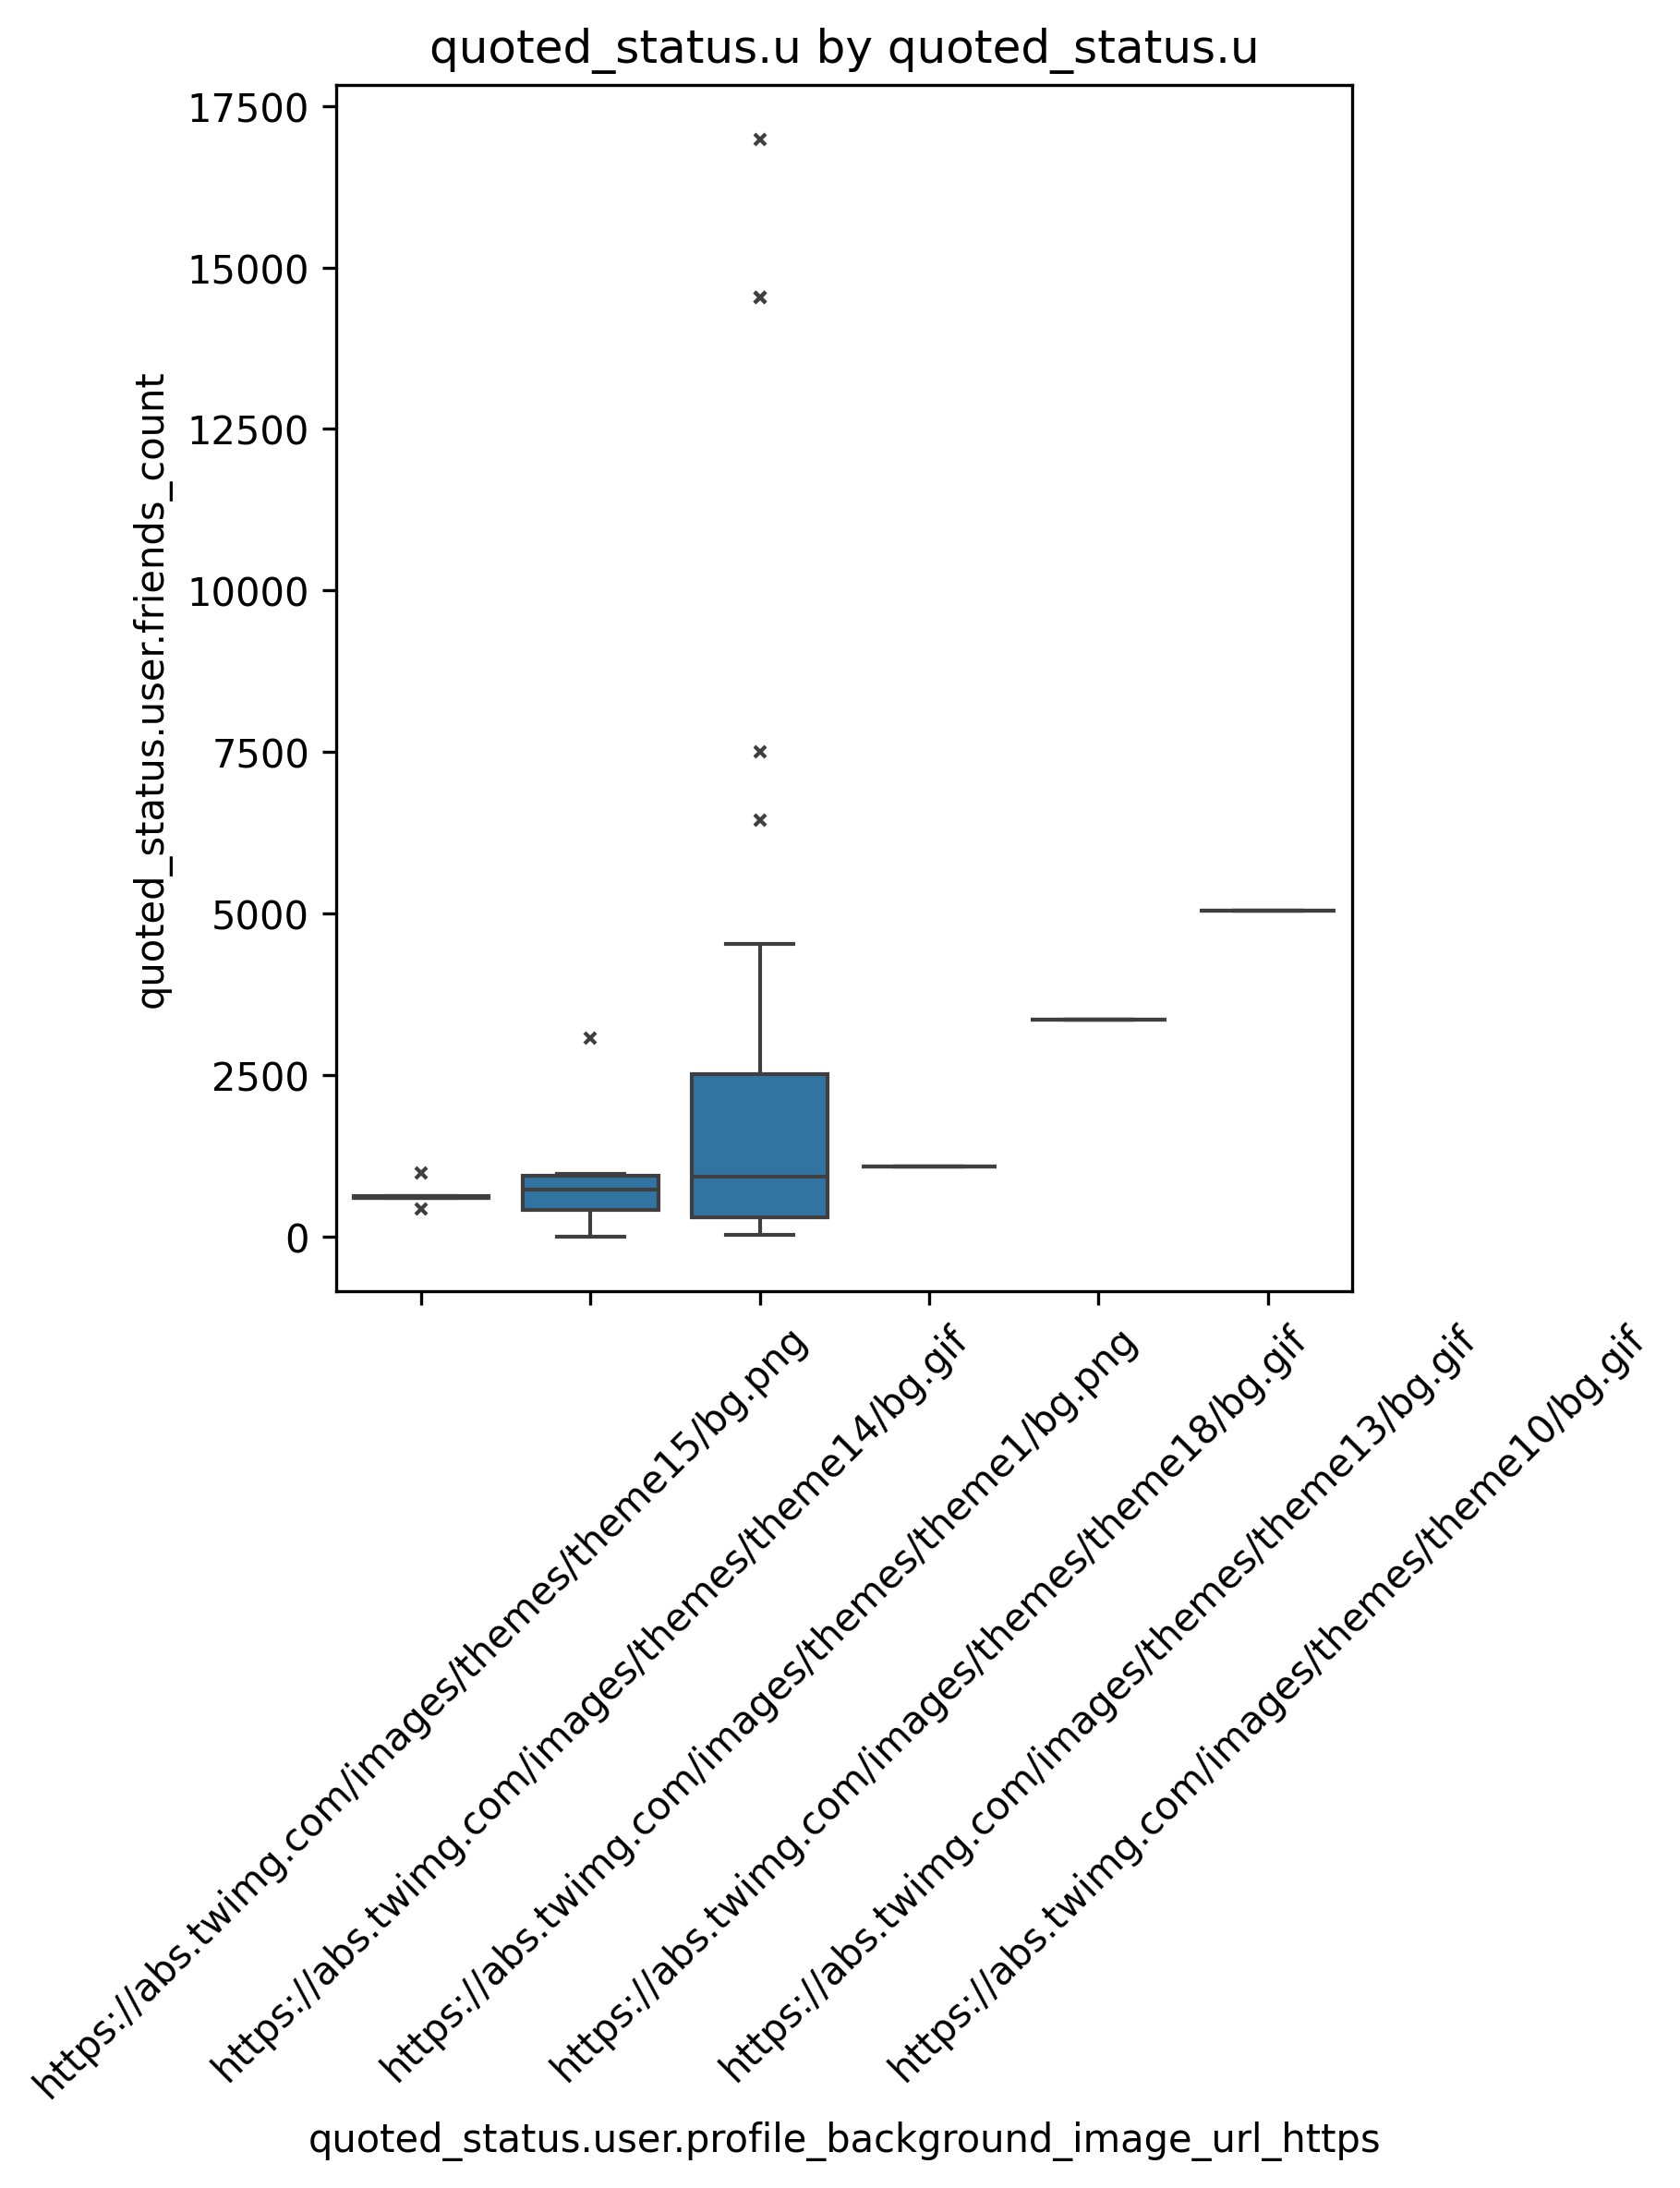 quoted_status.u by quoted_status.u
17500
15000
12500
10000
7500
5000
2500
0
quoted_status.user.friends_count
https://abs.twimg.com/images/themes/theme15/bg.png
https://abs.twimg.com/images/themes/theme14/bg.gif
https://abs.twimg.com/images/themes/theme1/bg.png
https://abs.twimg.com/images/themes/theme18/bg.gif
https://abs.twimg.com/images/themes/theme13/bg.gif
https://abs.twimg.com/images/themes/theme10/bg.gif
quoted_status.user.profile_background_image_url_https